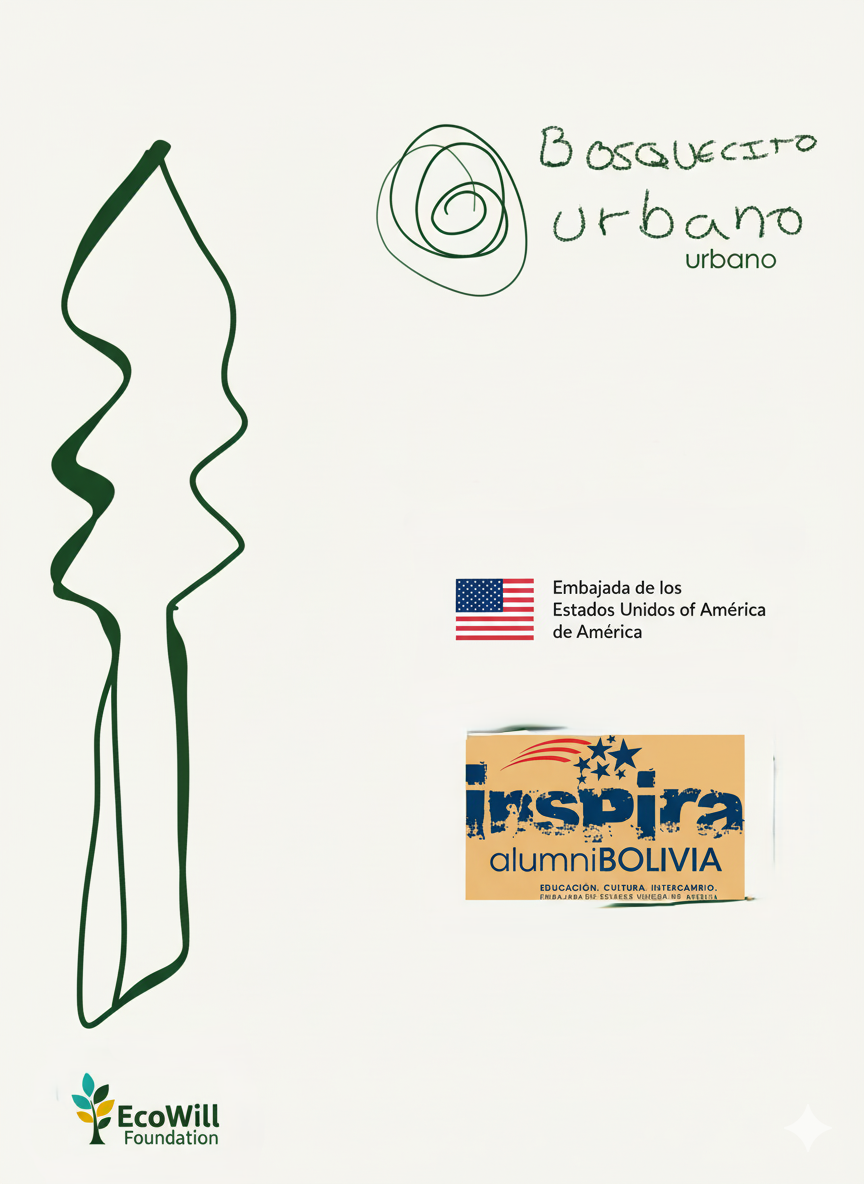 BOSQUECITO
urbano
urbano
Embajada de los
Estados Unidos of América
de América
inspira
alumniBOLIVIA
EDUCACIÓN. CULTURA. INTERCAMBIO.
EcoWill
Foundation